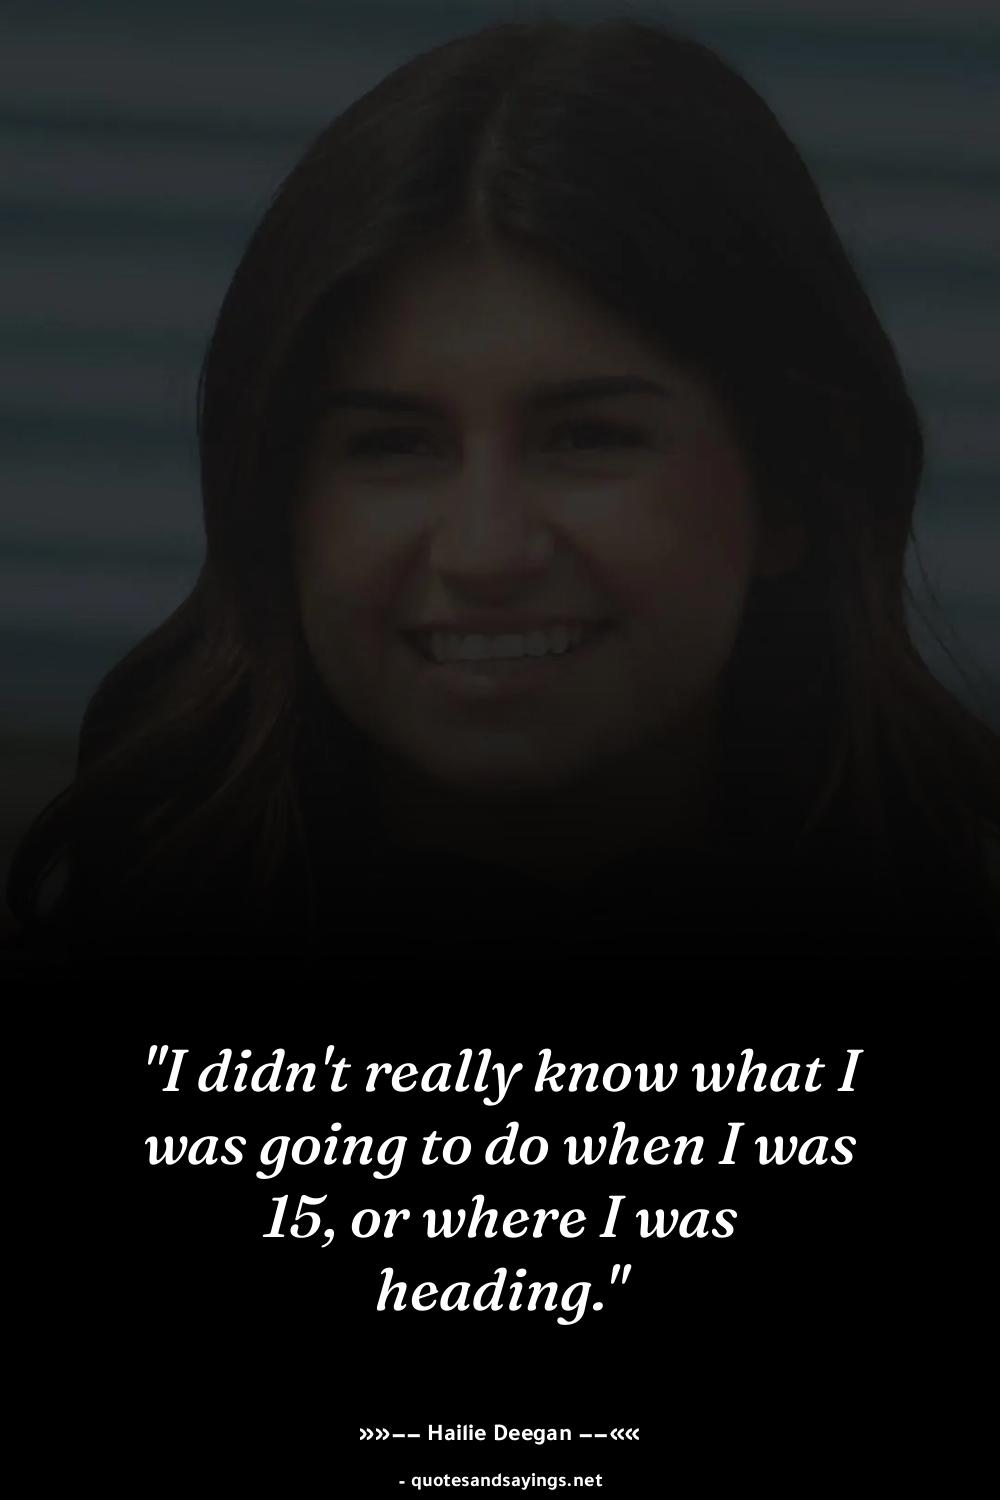 "I didn't really know what I
was going to do when I was
15, or where I was
heading."
»»−− Hailie Deegan −−««
- quotesandsayings.net